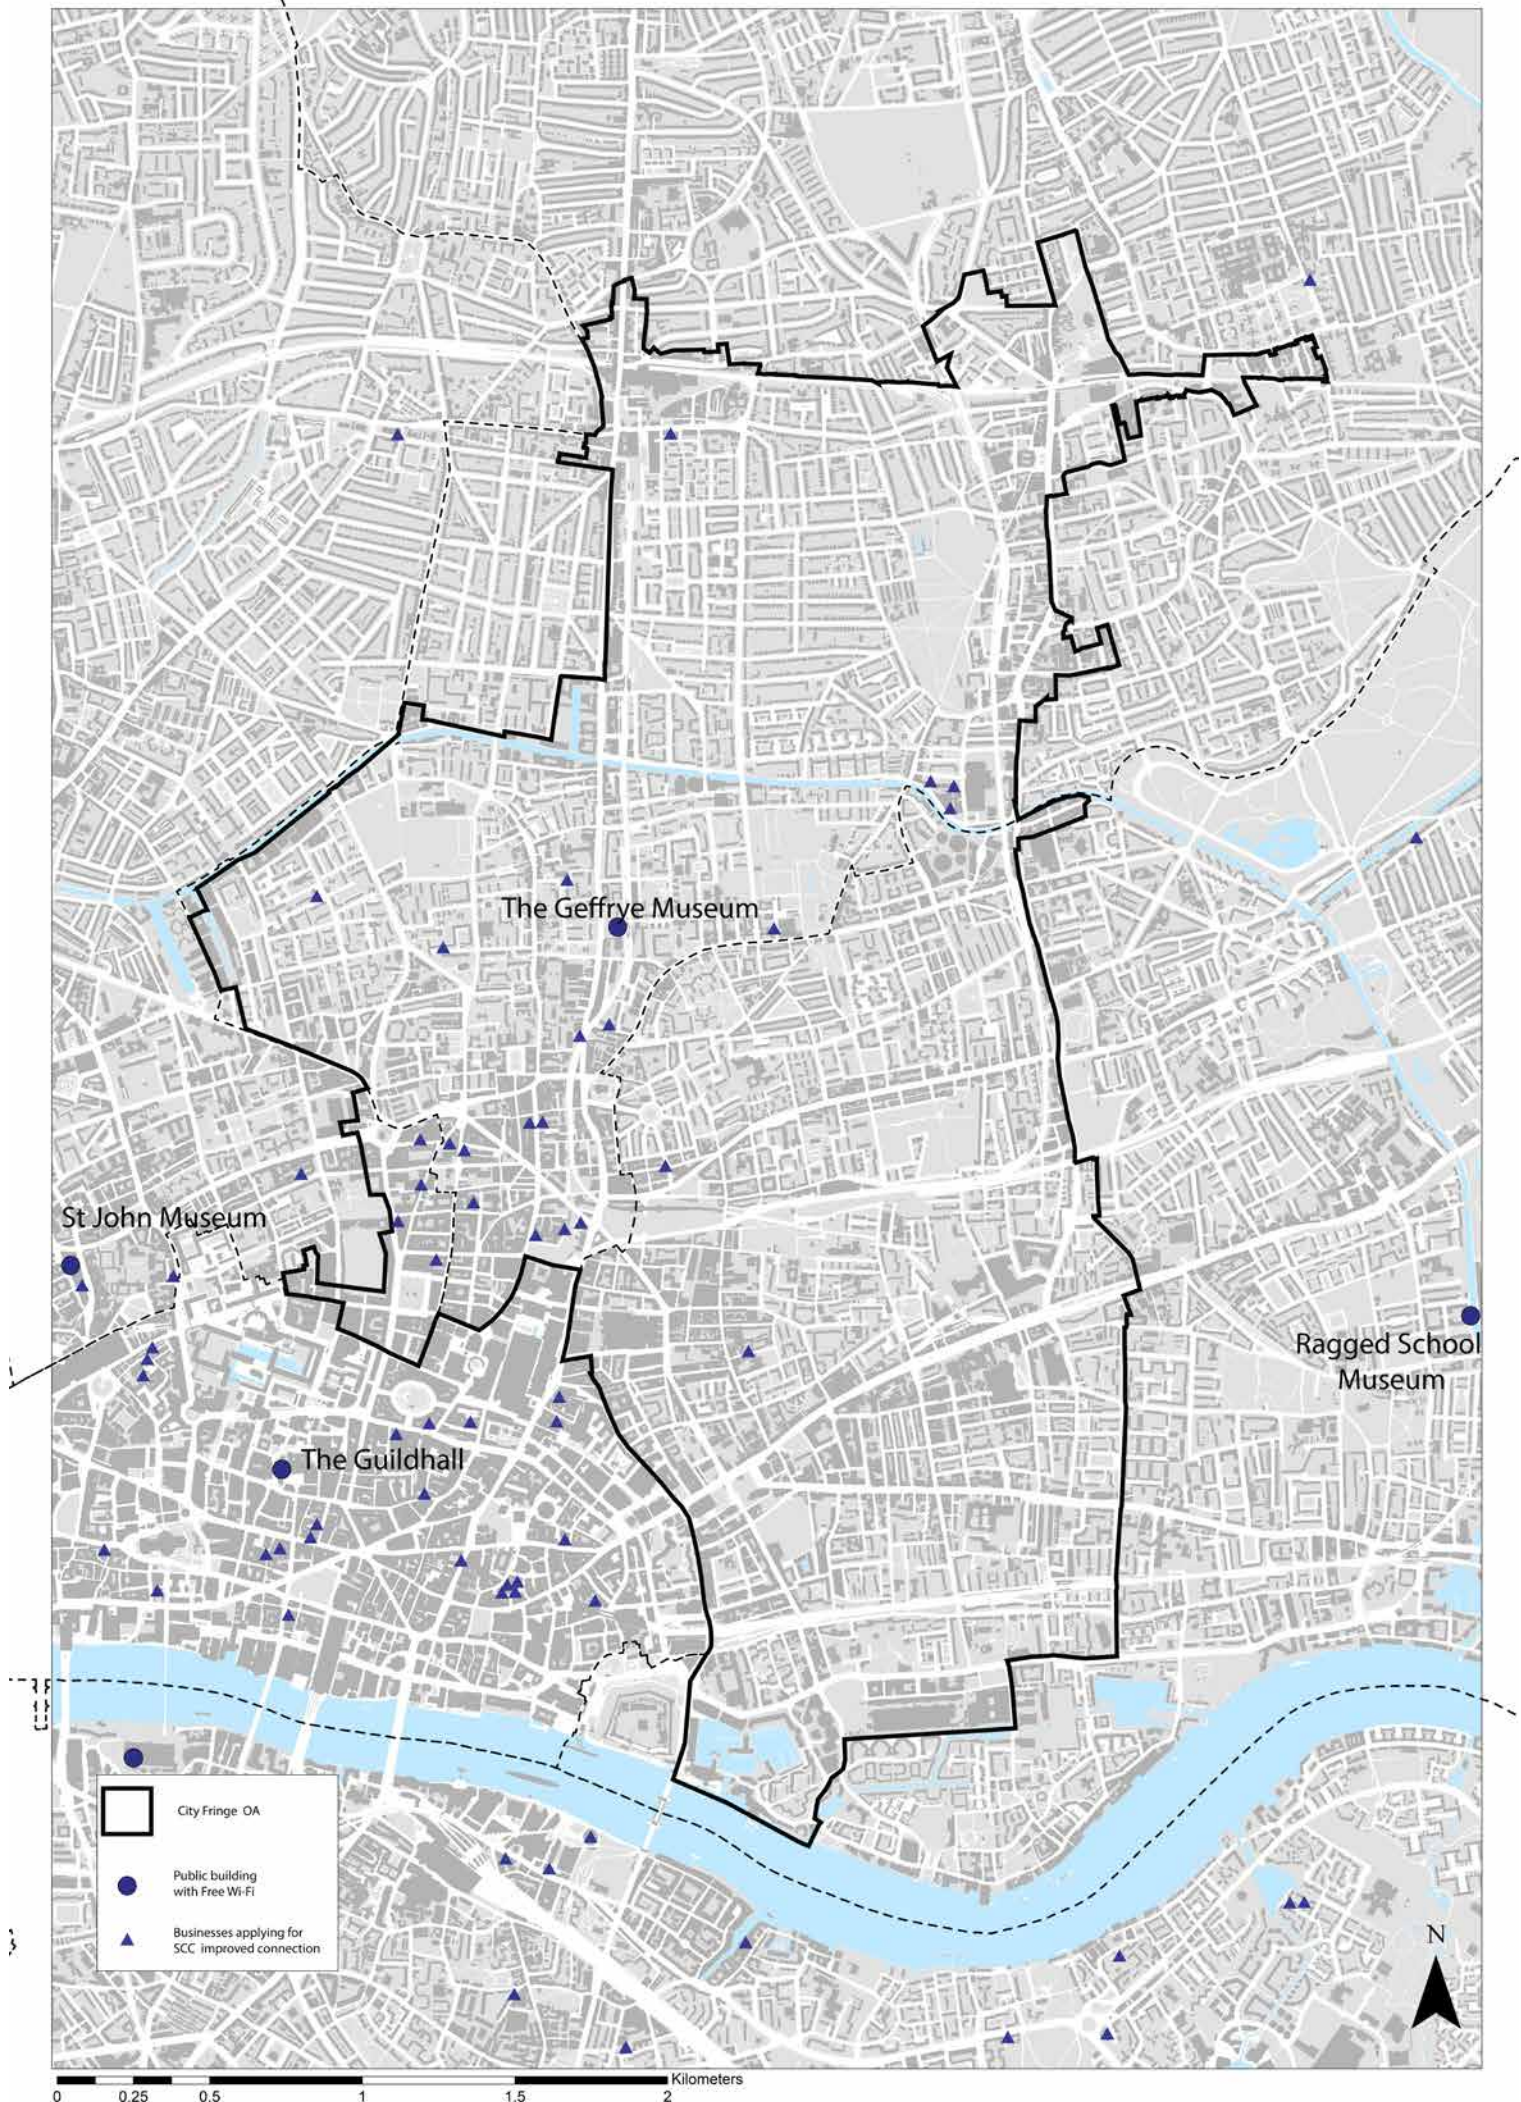 The Geffrye Museum
St John Museum
Ragged School
Museum
The Guildhall
City Fringe OA
Public building
with Free Wi-Fi
Businesses applying for
SCC improved connection
N
Kilometers
0 0.25 0.5 1 1.5 2